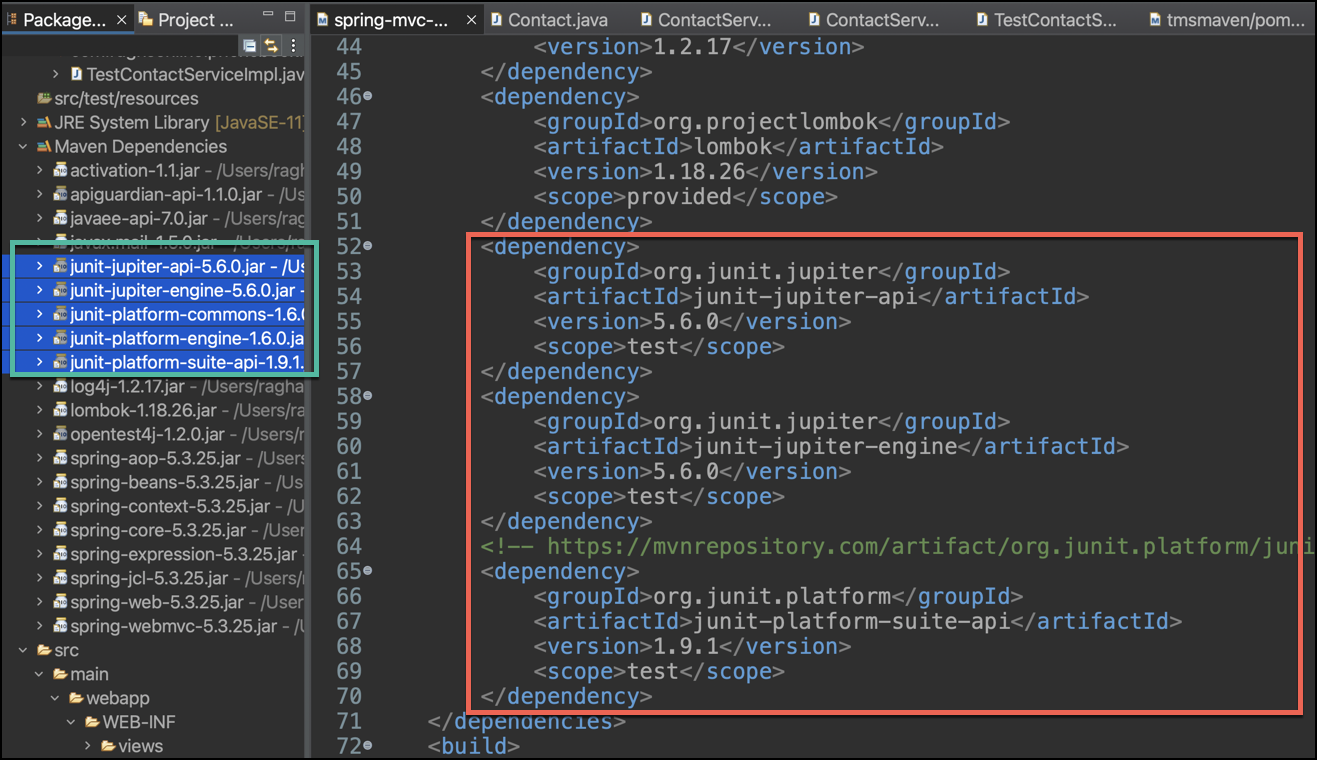 Package...
Project ...
TestContactServiceImpl.jav
src/test/resources
JRE System Library [JavaSE-11]
Maven Dependencies
activation-1.1.jar - /Users/ragh
apiguardian-api-1.1.0.jar - /Us
javaee-api-7.0.jar - /Users/rag
javax.mail-1.5.0.jar - /Users/ra
junit-jupiter-api-5.6.0.jar - /Us
junit-jupiter-engine-5.6.0.jar -
junit-platform-commons-1.6.0
junit-platform-engine-1.6.0.ja
junit-platform-suite-api-1.9.1.
log4j-1.2.17.jar - /Users/ragha
lombok-1.18.26.jar - /Users/ra
opentest4j-1.2.0.jar - /Users/r
spring-aop-5.3.25.jar - /Users
spring-beans-5.3.25.jar - /Us
spring-context-5.3.25.jar - /U
spring-core-5.3.25.jar - /User
spring-expression-5.3.25.jar
spring-jcl-5.3.25.jar - /Users/
spring-web-5.3.25.jar - /User
spring-webmvc-5.3.25.jar - /U
src
main
webapp
WEB-INF
views
spring-mvc-...
Contact.java
ContactServ...
ContactServ...
TestContactS...
tmsmaven/pom...
44 <version>1.2.17</version>
45 </dependency>
46 <dependency>
47 <groupId>org.projectlombok</groupId>
48 <artifactId>lombok</artifactId>
49 <version>1.18.26</version>
50 <scope>provided</scope>
51 </dependency>
52 <dependency>
53 <groupId>org.junit.jupiter</groupId>
54 <artifactId>junit-jupiter-api</artifactId>
55 <version>5.6.0</version>
56 <scope>test</scope>
57 </dependency>
58 <dependency>
59 <groupId>org.junit.jupiter</groupId>
60 <artifactId>junit-jupiter-engine</artifactId>
61 <version>5.6.0</version>
62 <scope>test</scope>
63 </dependency>
64 <!-- https://mvnrepository.com/artifact/org.junit.platform/juni
65 <dependency>
66 <groupId>org.junit.platform</groupId>
67 <artifactId>junit-platform-suite-api</artifactId>
68 <version>1.9.1</version>
69 <scope>test</scope>
70 </dependency>
71 </dependencies>
72 <build>